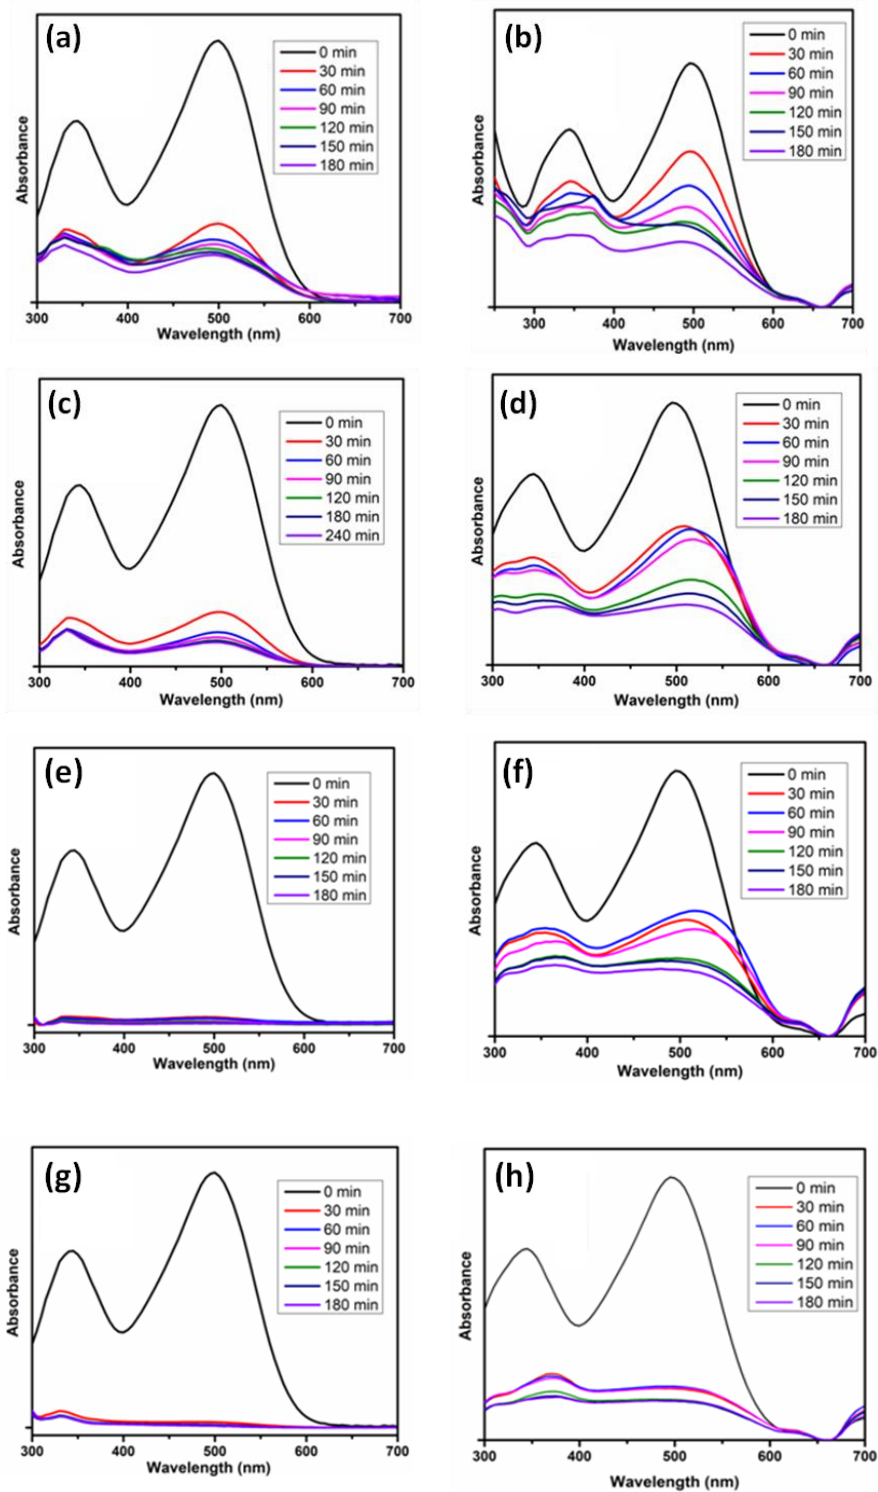 (a)
0 min
30 min
60 min
90 min
120 min
150 min
180 min
Absorbance
300 400 500 600 700
Wavelength (nm)
(b)
0 min
30 min
60 min
90 min
120 min
150 min
180 min
Absorbance
300 400 500 600 700
Wavelength (nm)
(c)
0 min
30 min
60 min
90 min
120 min
180 min
240 min
Absorbance
300 400 500 600 700
Wavelength (nm)
(d)
0 min
30 min
60 min
90 min
120 min
150 min
180 min
Absorbance
300 400 500 600 700
Wavelength (nm)
(e)
0 min
30 min
60 min
90 min
120 min
150 min
180 min
Absorbance
300 400 500 600 700
Wavelength (nm)
(f)
0 min
30 min
60 min
90 min
120 min
150 min
180 min
Absorbance
300 400 500 600 700
Wavelength (nm)
(g)
0 min
30 min
60 min
90 min
120 min
150 min
180 min
Absorbance
300 400 500 600 700
Wavelength (nm)
(h)
0 min
30 min
60 min
90 min
120 min
150 min
180 min
Absorbance
300 400 500 600 700
Wavelength (nm)